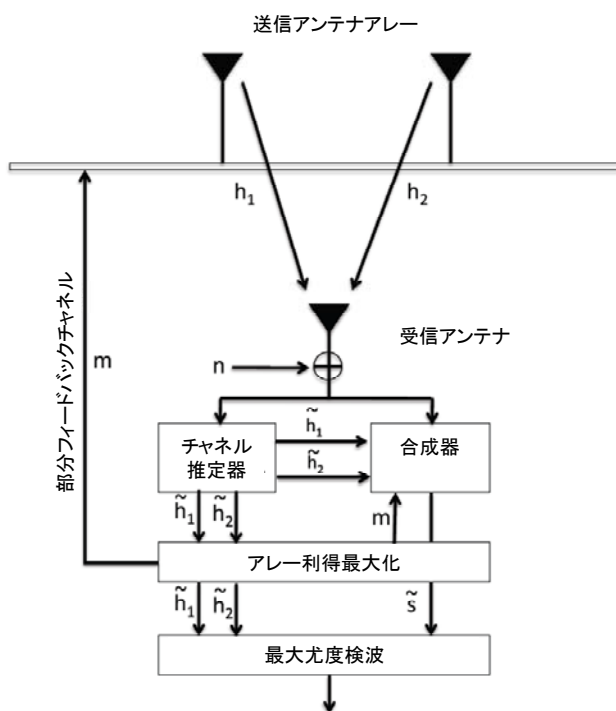 送信アンテナアレー
h₁
h₂
部分フィードバックチャネル
m
受信アンテナ
n
チャネル
推定器
h̃₁
h̃₂
合成器
h̃₁
h̃₂
m
アレー利得最大化
h̃₁
h̃₂
s̃
最大尤度検波